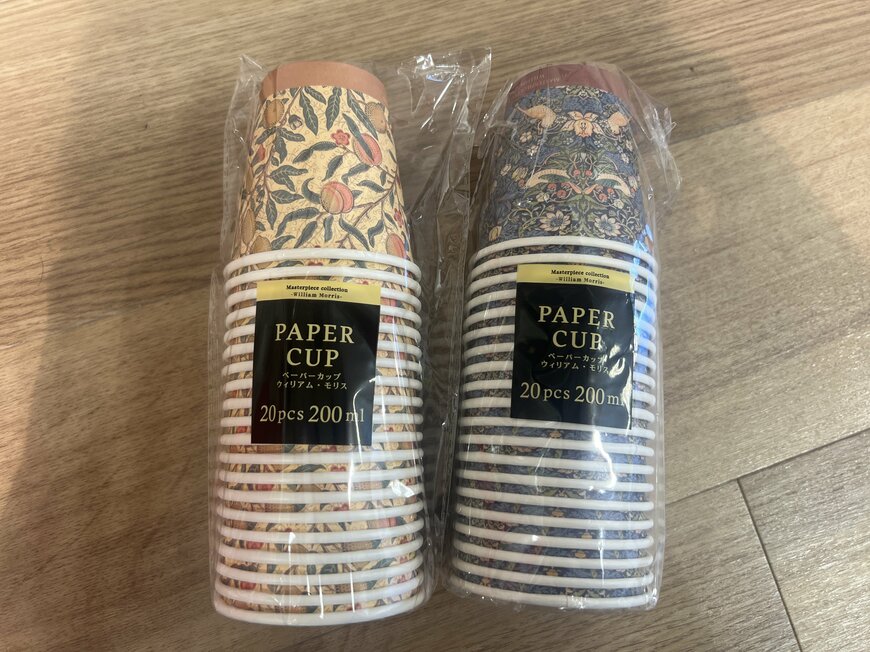 Masterpiece collection
-William Morris-
PAPER
CUP
ペーパーカップ
ウィリアム・モリス
20pcs 200ml
Masterpiece collection
-William Morris-
PAPER
CUP
ペーパーカップ
ウィリアム・モリス
20pcs 200ml